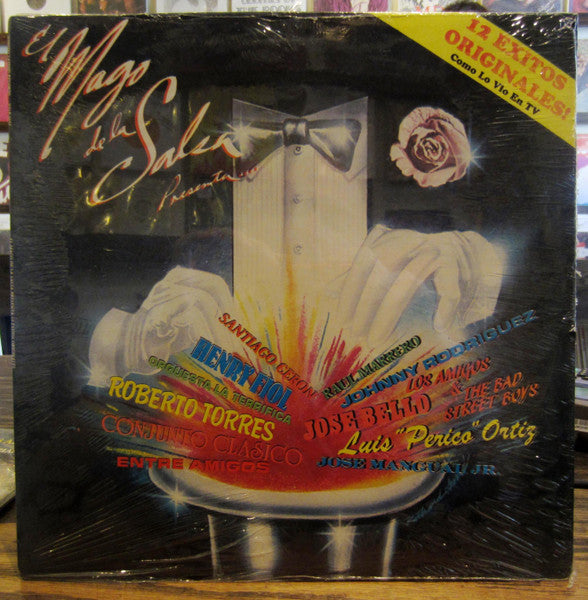 El
Mago
de la
Salsa
Presenta
12 EXITOS
ORIGINALES!
Como Lo Vio En TV
SANTIAGO CERON
HENRY FIOL
ORQUESTA LA TERRIFICA
ROBERTO TORRES
CONJUNTO CLASICO
ENTRE AMIGOS
RAUL MARRERO
JOHNNY RODRIGUEZ
LOS AMIGOS
JOSE BELLO
& THE BAD
STREET BOYS
Luis "Perico" Ortiz
JOSE MANGUAL JR